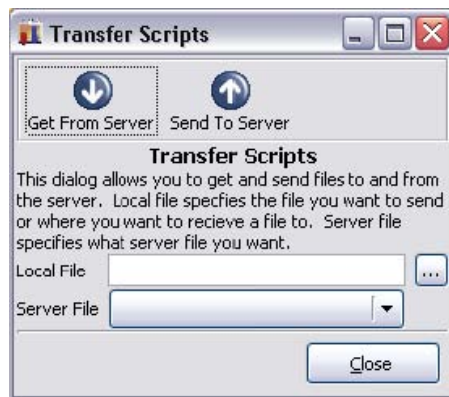 Transfer Scripts
Get From Server Send To Server
Transfer Scripts
This dialog allows you to get and send files to and from
the server. Local file specfies the file you want to send
or where you want to recieve a file to. Server file
specifies what server file you want.
Local File ...
Server File
Close